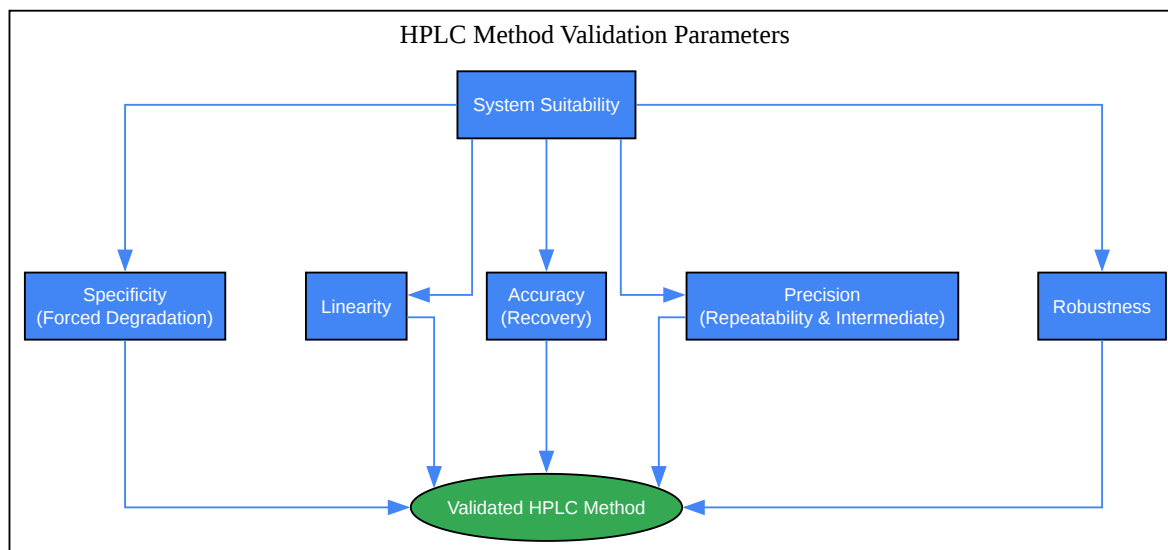 HPLC Method Validation Parameters
System Suitability
Specificity
(Forced Degradation)
Linearity
Accuracy
(Recovery)
Precision
(Repeatability & Intermediate)
Robustness
Validated HPLC Method